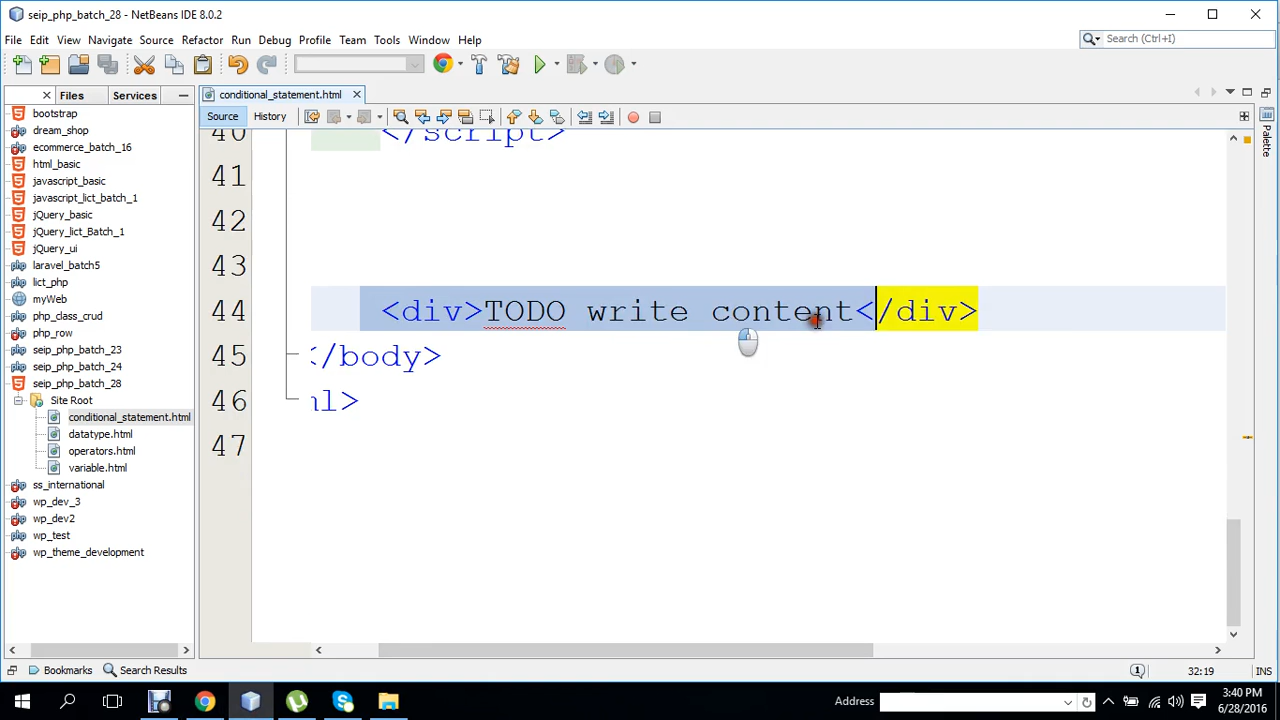 seip_php_batch_28 - NetBeans IDE 8.0.2
File Edit View Navigate Source Refactor Run Debug Profile Team Tools Window Help
Search (Ctrl+I)
Files Services
conditional_statement.html
Source History
bootstrap
dream_shop
ecommerce_batch_16
html_basic
javascript_basic
javascript_lict_batch_1
jQuery_basic
jQuery_lict_Batch_1
jQuery_ui
laravel_batch5
lict_php
myWeb
php_class_crud
php_row
seip_php_batch_23
seip_php_batch_24
seip_php_batch_28
Site Root
conditional_statement.html
datatype.html
operators.html
variable.html
ss_international
wp_dev_3
wp_dev2
wp_test
wp_theme_development
40 </script>
41
42
43
44 <div>TODO write content</div>
45 </body>
46 ml>
47
Palette
Bookmarks Search Results
1
32:19 INS
Address
3:40 PM
6/28/2016